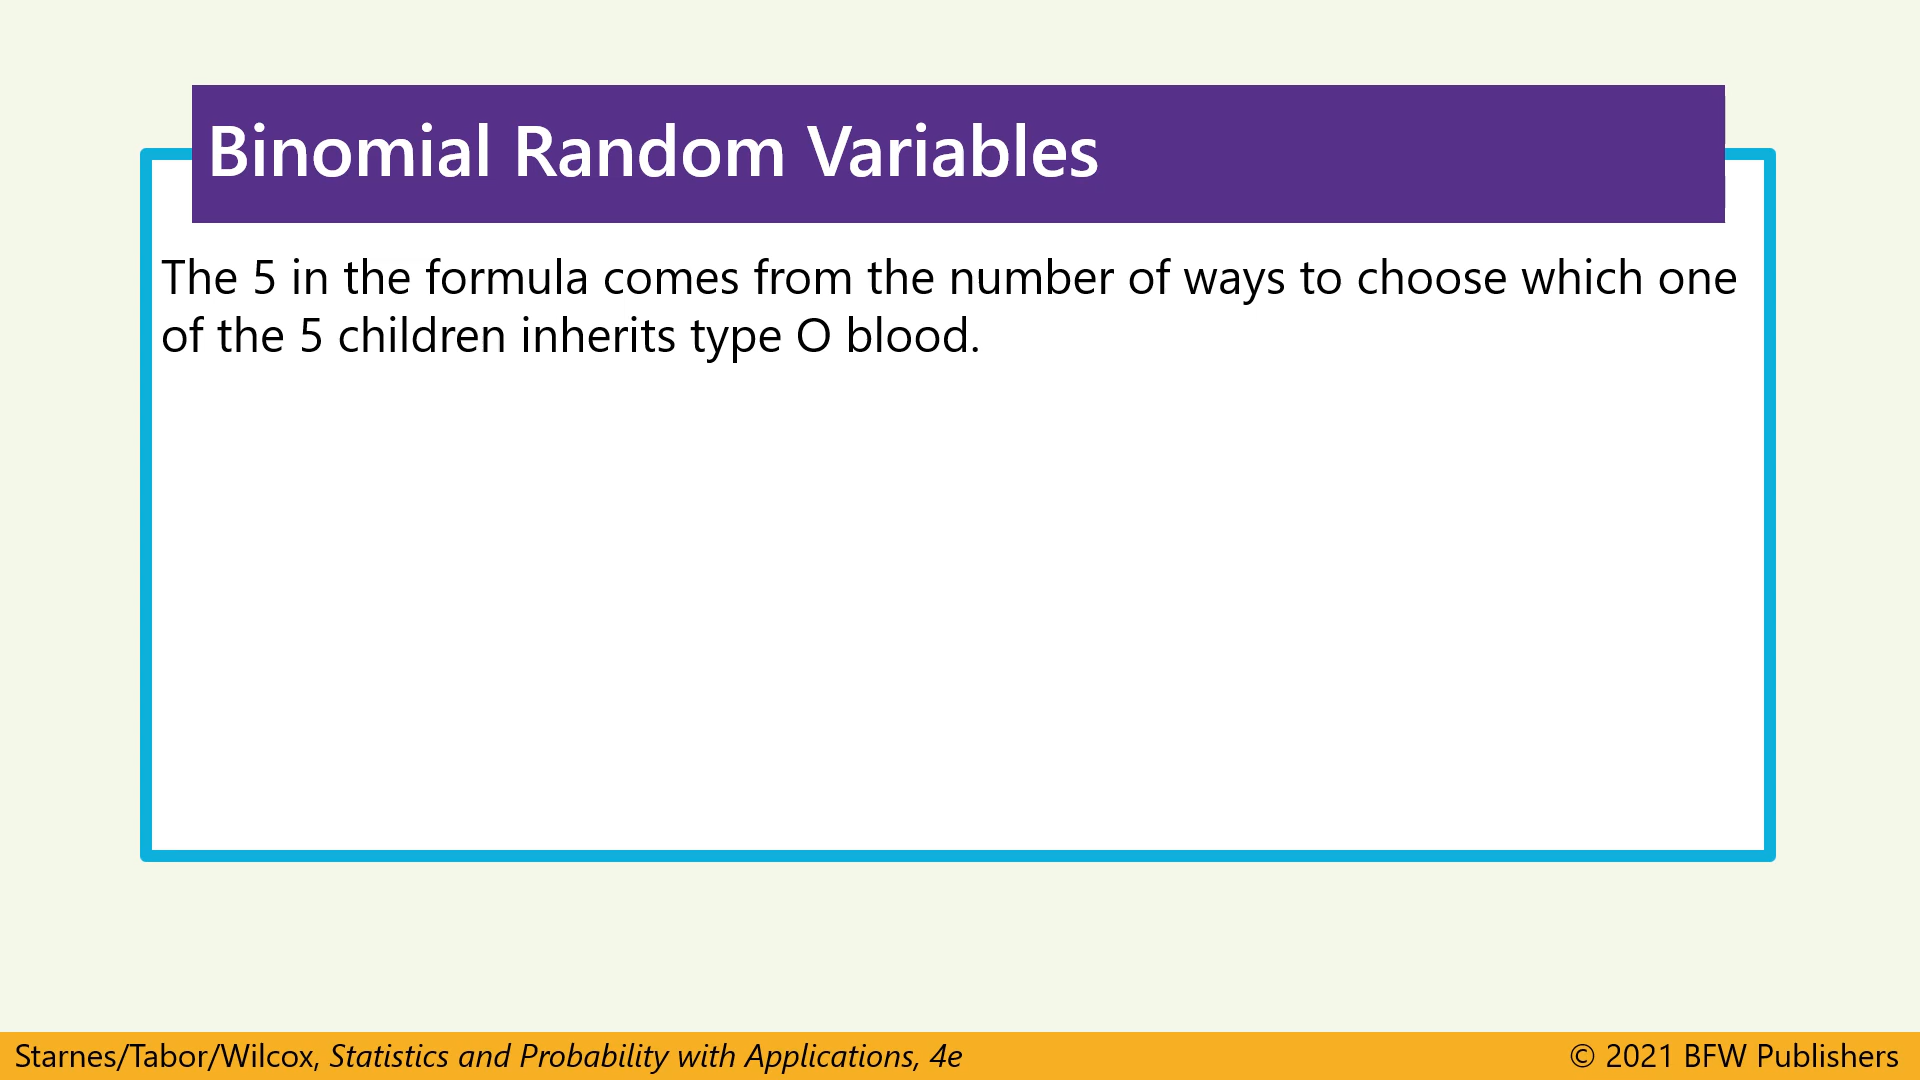 Binomial Random Variables
The 5 in the formula comes from the number of ways to choose which one
of the 5 children inherits type O blood.
Starnes/Tabor/Wilcox, Statistics and Probability with Applications, 4e
© 2021 BFW Publishers